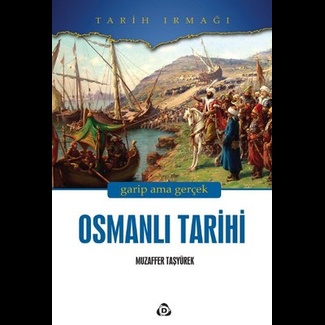 TARİH IRMAĞI
garip ama gerçek
OSMANLI TARİHİ
MUZAFFER TAŞYÜREK
D